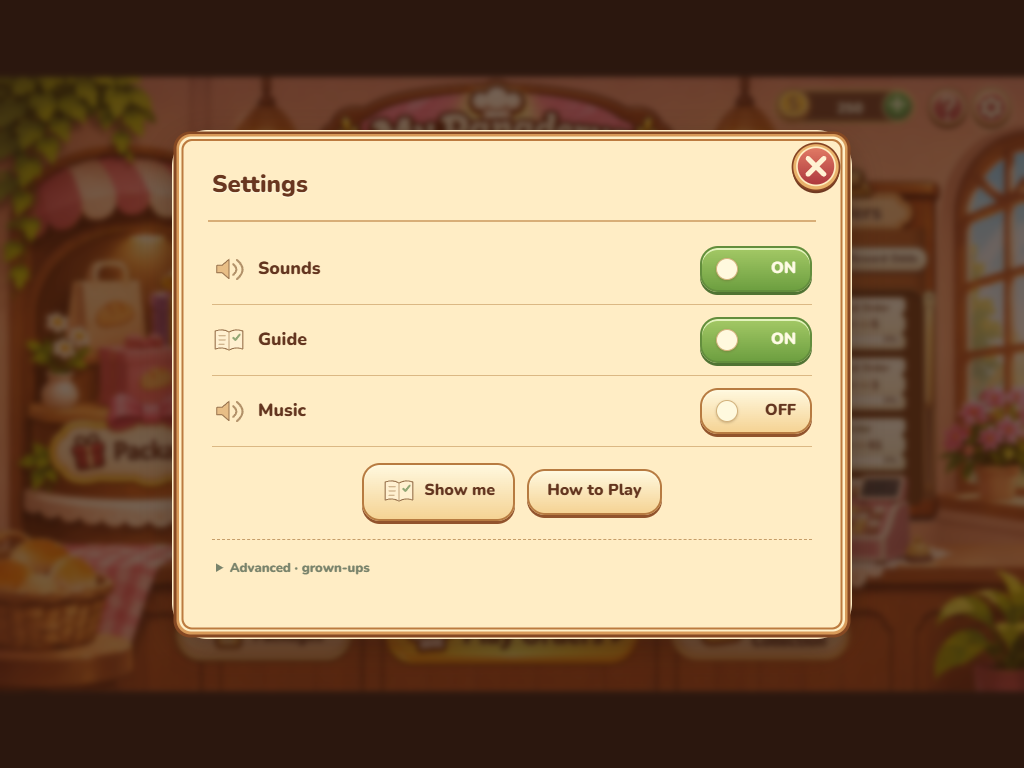 Settings
Sounds
ON
Guide
ON
Music
OFF
Show me
How to Play
Advanced · grown-ups